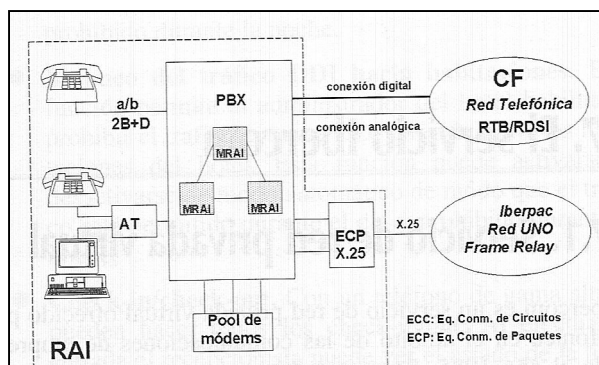 a/b
2B+D
PBX
MRAI
MRAI
MRAI
conexión digital
conexión analógica
CF
Red Telefónica
RTB/RDSI
AT
ECP
X.25
X.25
Iberpac
Red UNO
Frame Relay
Pool de
módems
ECC: Eq. Conm. de Circuitos
ECP: Eq. Conm. de Paquetes
RAI